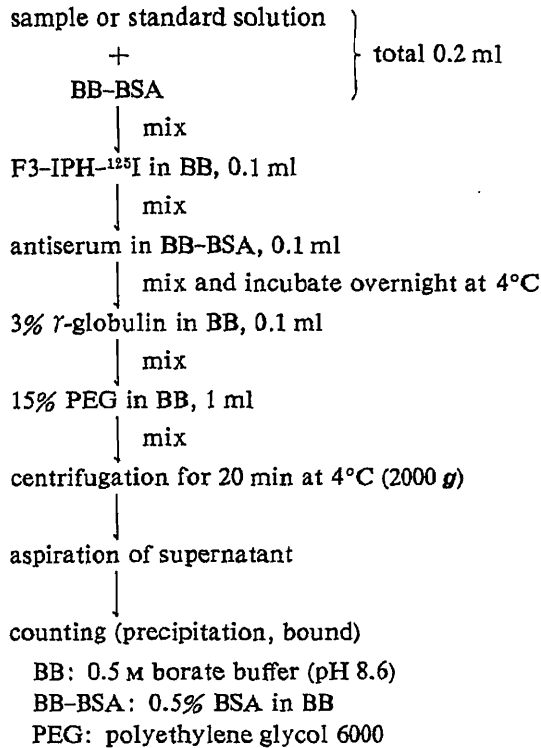 sample or standard solution
+
total 0.2 ml
BB–BSA
mix
F3–IPH–¹²⁵I in BB, 0.1 ml
mix
antiserum in BB–BSA, 0.1 ml
mix and incubate overnight at 4°C
3% γ-globulin in BB, 0.1 ml
mix
15% PEG in BB, 1 ml
mix
centrifugation for 20 min at 4°C (2000 g)
aspiration of supernatant
counting (precipitation, bound)
BB: 0.5 M borate buffer (pH 8.6)
BB–BSA: 0.5% BSA in BB
PEG: polyethylene glycol 6000